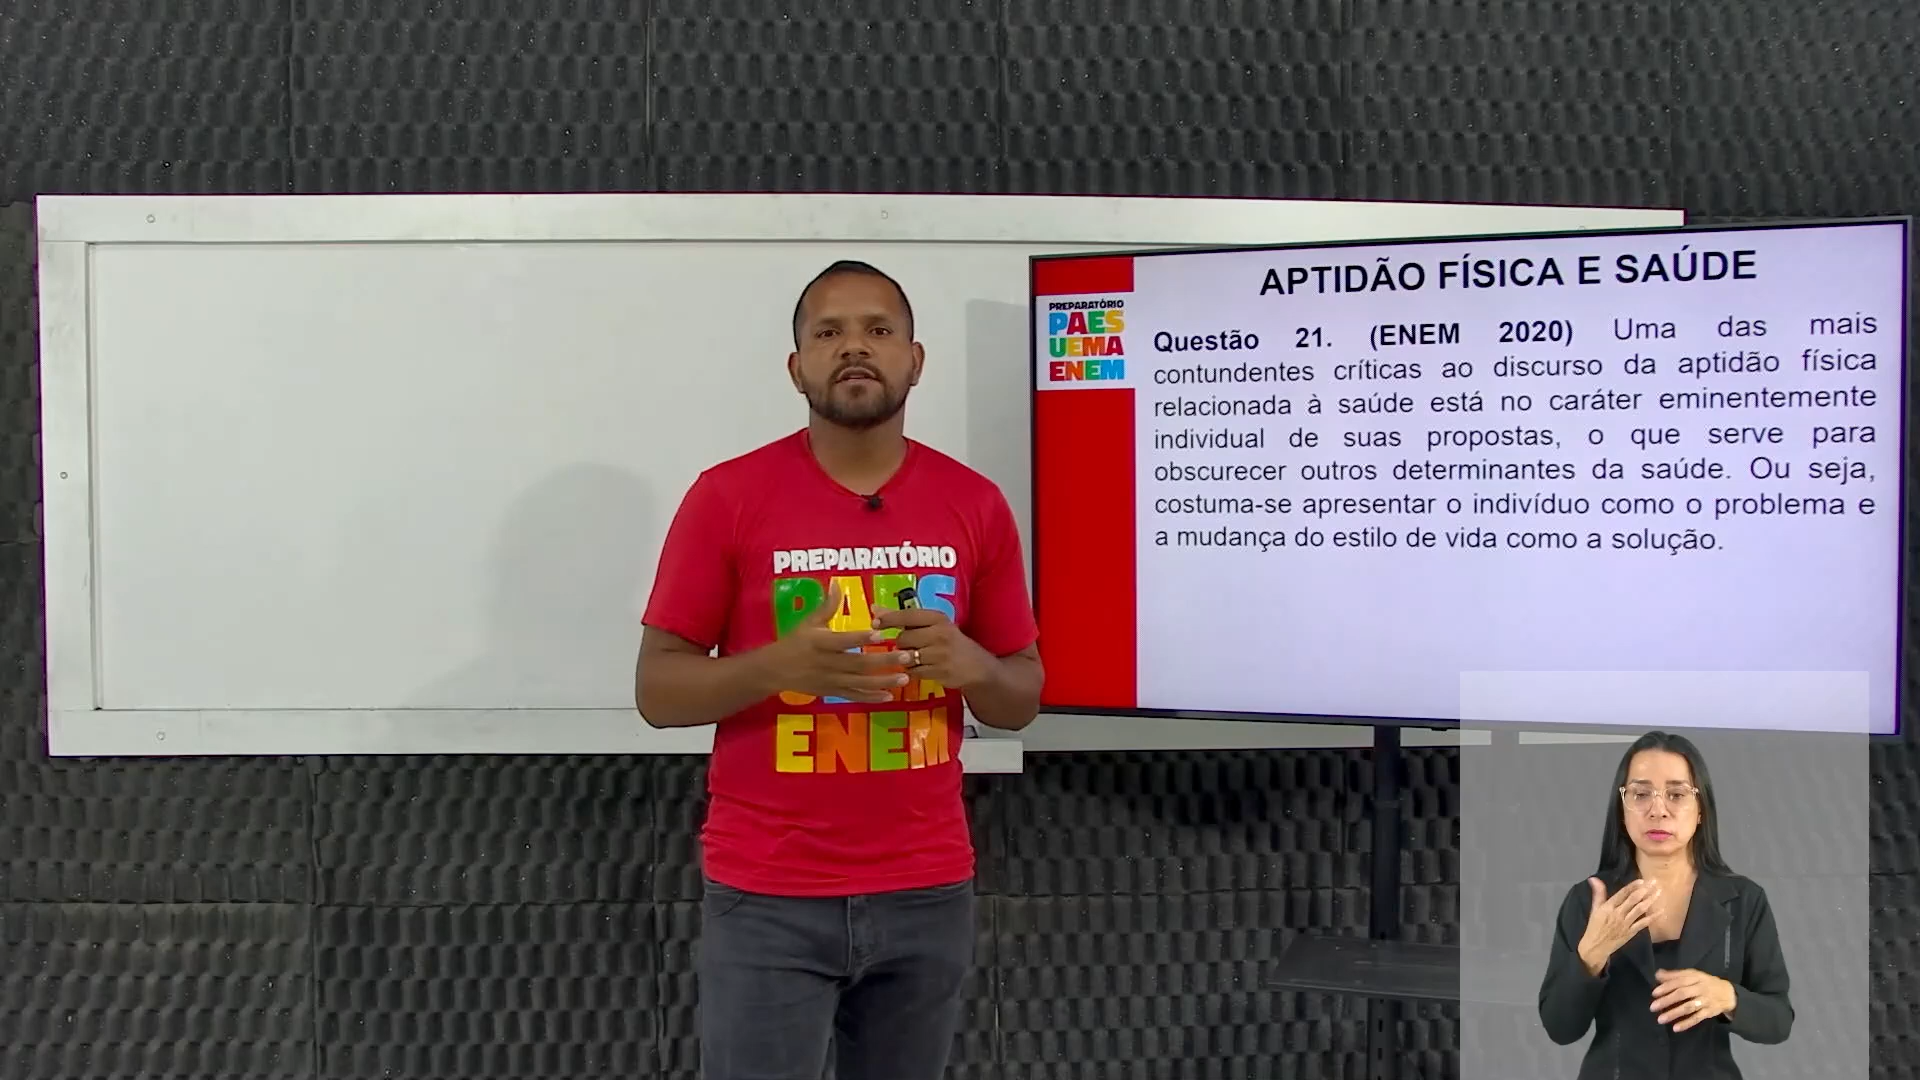 APTIDÃO FÍSICA E SAÚDE
PREPARATÓRIO
PAES
UEMA
ENEM
Questão 21. (ENEM 2020) Uma das mais
contundentes críticas ao discurso da aptidão física
relacionada à saúde está no caráter eminentemente
individual de suas propostas, o que serve para
obscurecer outros determinantes da saúde. Ou seja,
costuma-se apresentar o indivíduo como o problema e
a mudança do estilo de vida como a solução.
PREPARATÓRIO
PAES
ENEM